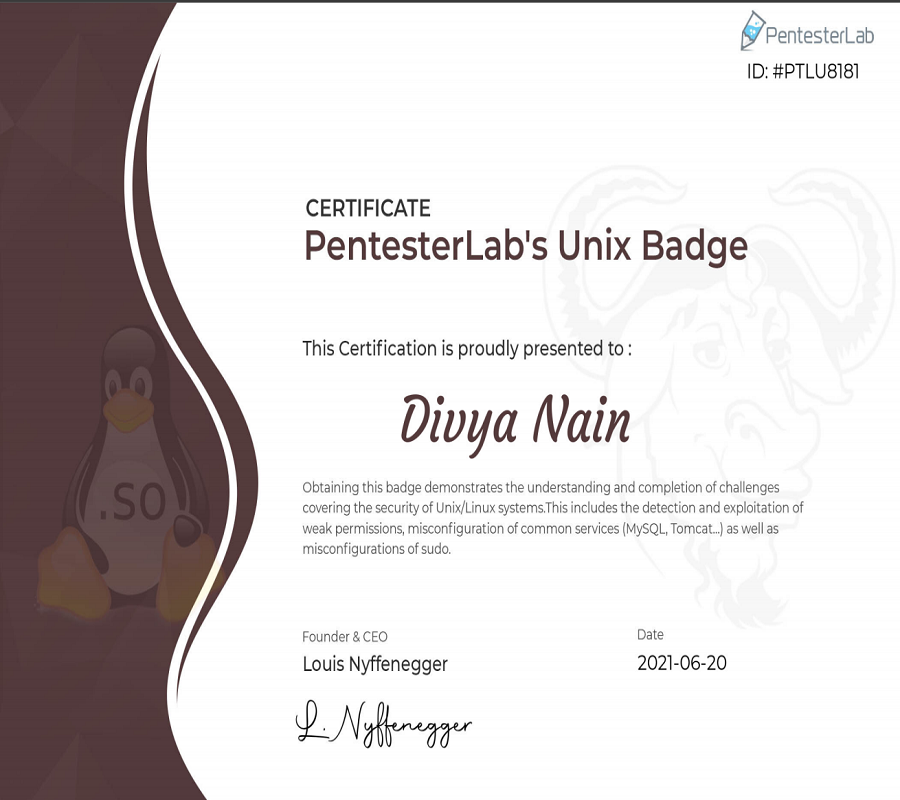 PentesterLab
ID: #PTLU8181
CERTIFICATE
PentesterLab's Unix Badge
This Certification is proudly presented to :
Divya Nain
Obtaining this badge demonstrates the understanding and completion of challenges
covering the security of Unix/Linux systems.This includes the detection and exploitation of
weak permissions, misconfiguration of common services (MySQL, Tomcat...) as well as
misconfigurations of sudo.
.SO
Founder & CEO
Louis Nyffenegger
Date
2021-06-20
L. Nyffenegger